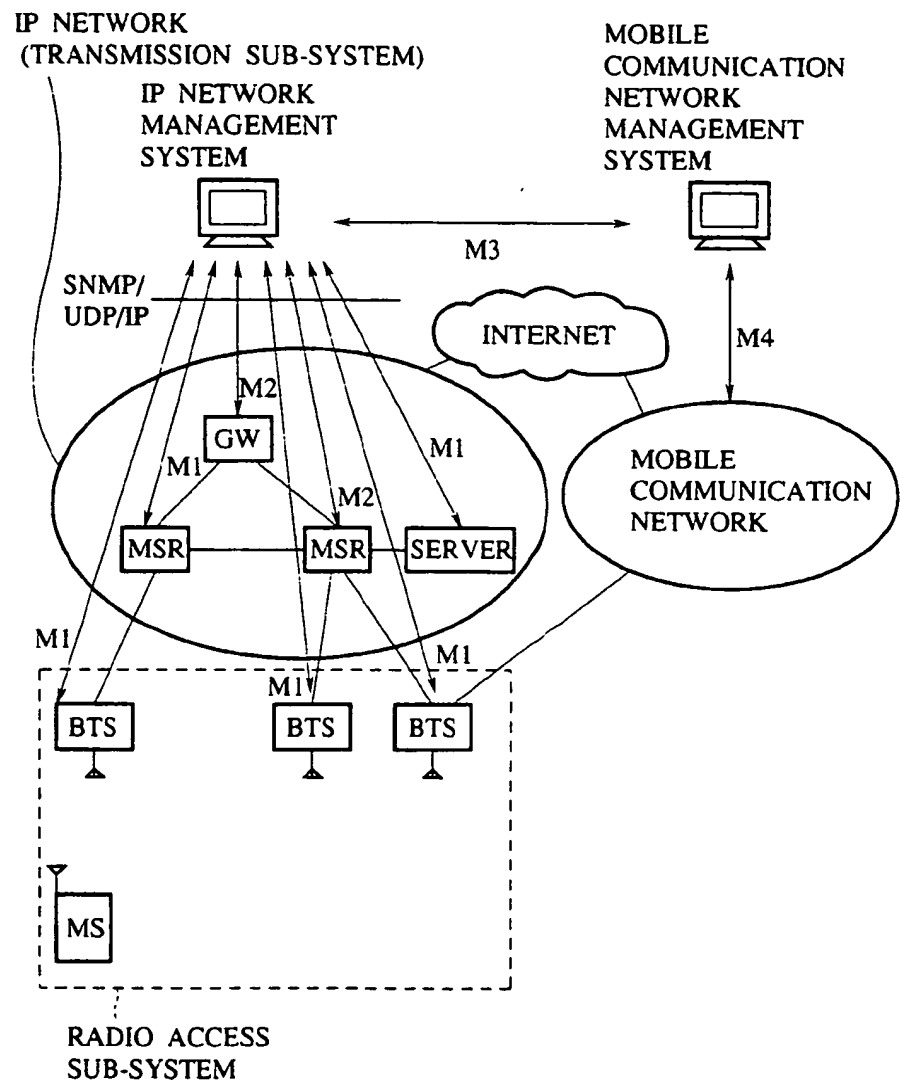 IP NETWORK
(TRANSMISSION SUB-SYSTEM)
IP NETWORK
MANAGEMENT
SYSTEM
MOBILE
COMMUNICATION
NETWORK
MANAGEMENT
SYSTEM
M3
SNMP/
UDP/IP
INTERNET
M4
M2
GW
M1
M1
M2
MOBILE
COMMUNICATION
NETWORK
MSR
MSR
SERVER
M1
M1
M1
BTS
BTS
BTS
MS
RADIO ACCESS
SUB-SYSTEM